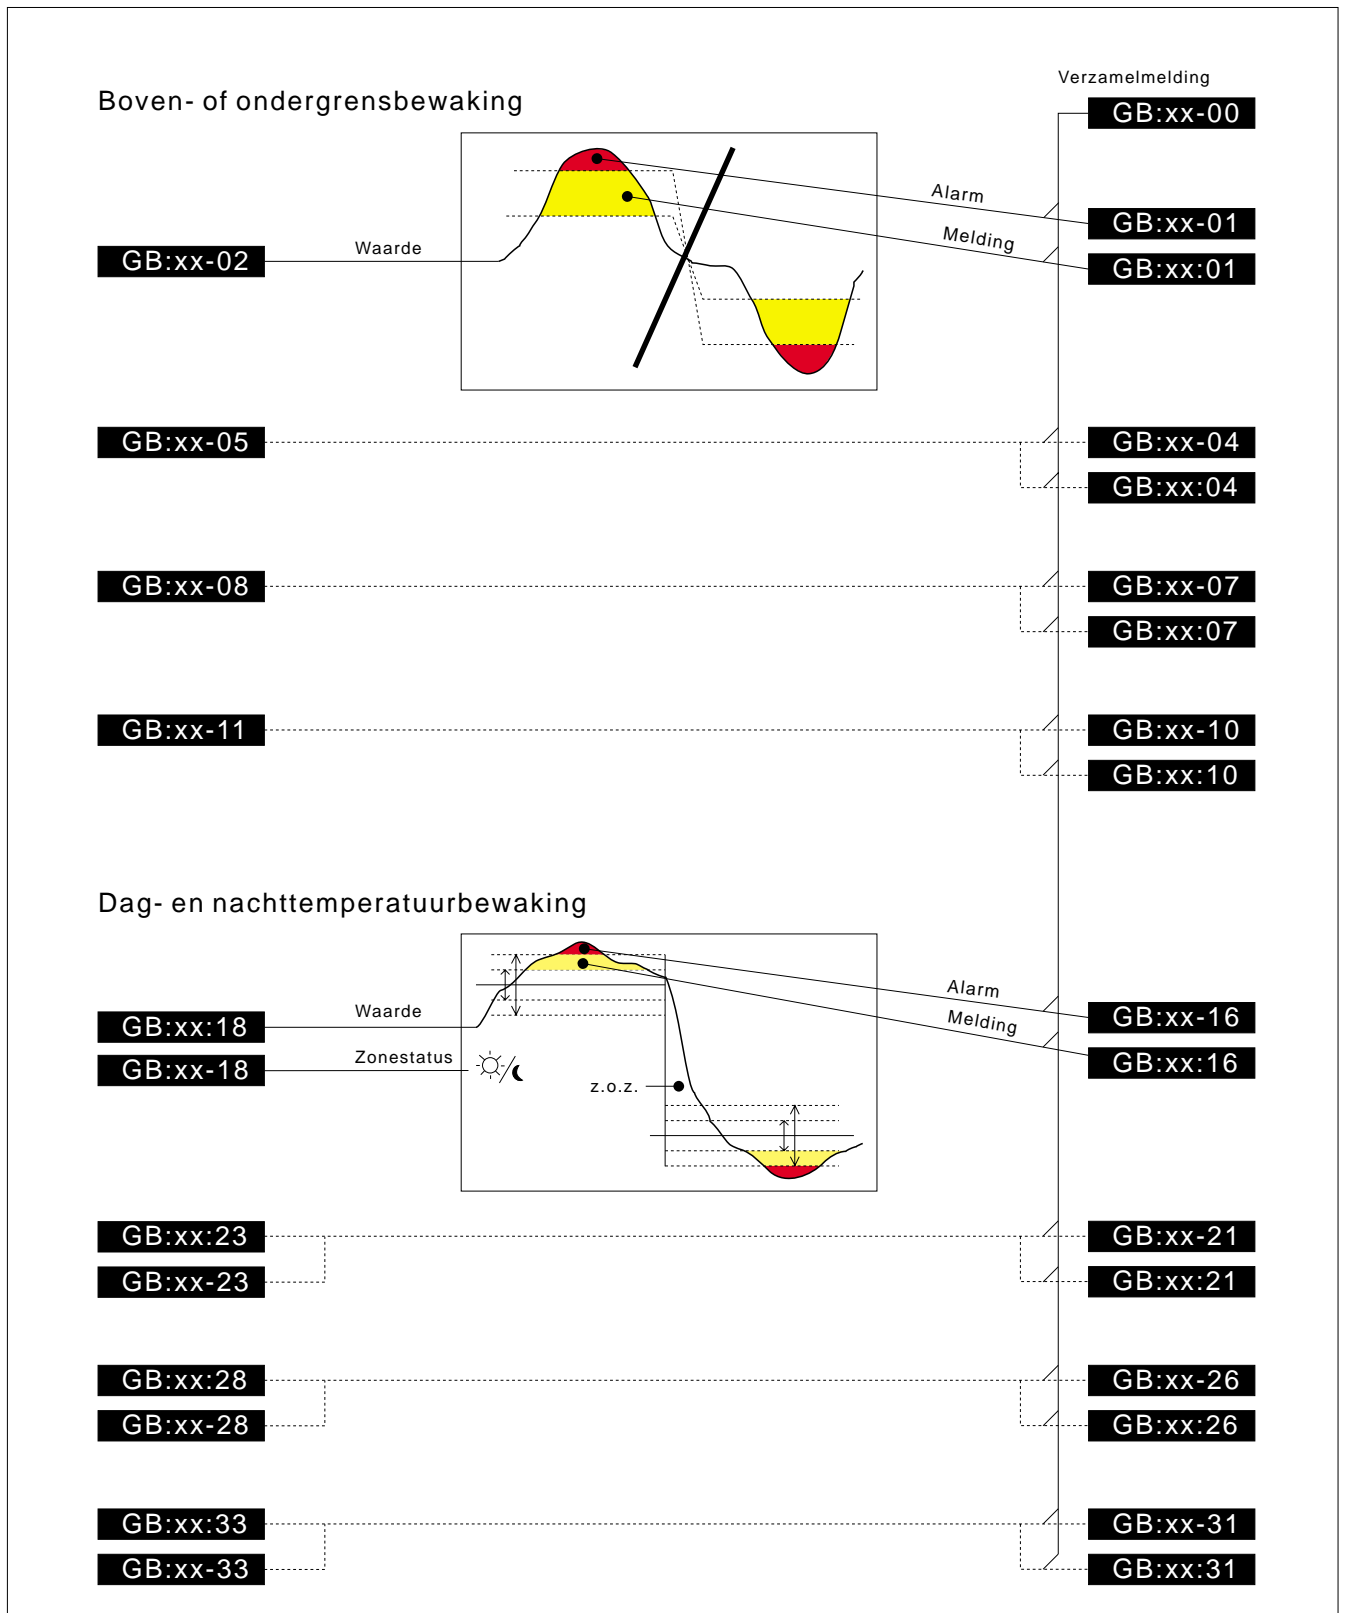 Verzamelmelding
Boven- of ondergrensbewaking
GB:xx-00
Alarm
GB:xx-01
Melding
GB:xx-02
Waarde
GB:xx:01
GB:xx-05
GB:xx-04
GB:xx:04
GB:xx-08
GB:xx-07
GB:xx:07
GB:xx-11
GB:xx-10
GB:xx:10
Dag- en nachttemperatuurbewaking
Alarm
GB:xx-16
Melding
GB:xx:18
Waarde
GB:xx-18
Zonestatus
GB:xx:16
z.o.z.
GB:xx:23
GB:xx-21
GB:xx-23
GB:xx:21
GB:xx:28
GB:xx-26
GB:xx-28
GB:xx:26
GB:xx:33
GB:xx-31
GB:xx-33
GB:xx:31